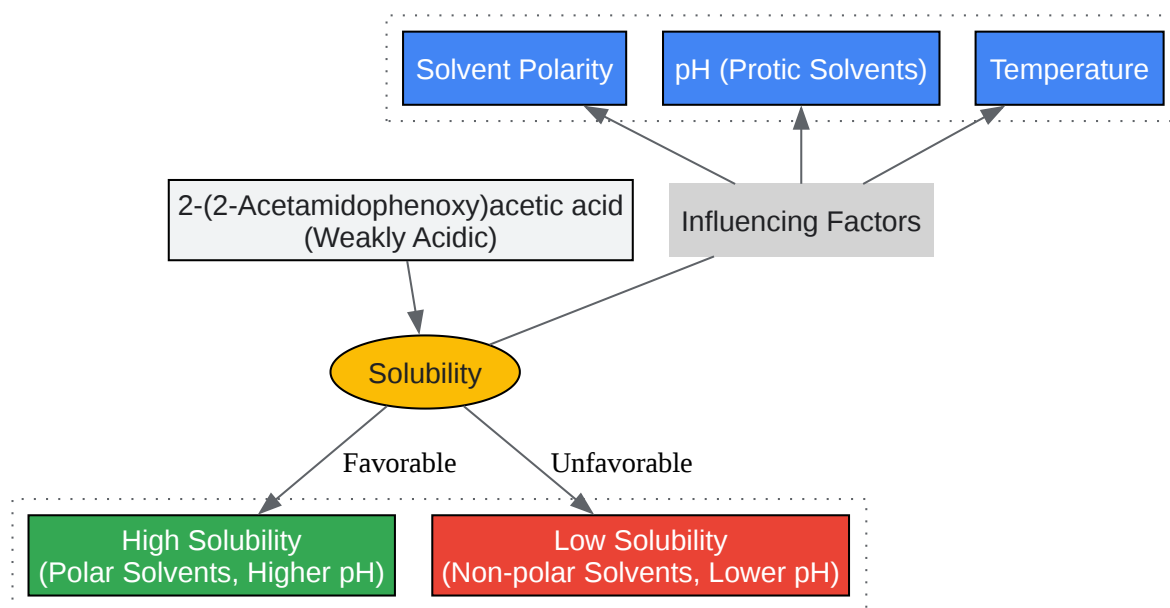 Solvent Polarity
pH (Protic Solvents)
Temperature
2-(2-Acetamidophenoxy)acetic acid
(Weakly Acidic)
Influencing Factors
Solubility
Favorable
Unfavorable
High Solubility
(Polar Solvents, Higher pH)
Low Solubility
(Non-polar Solvents, Lower pH)